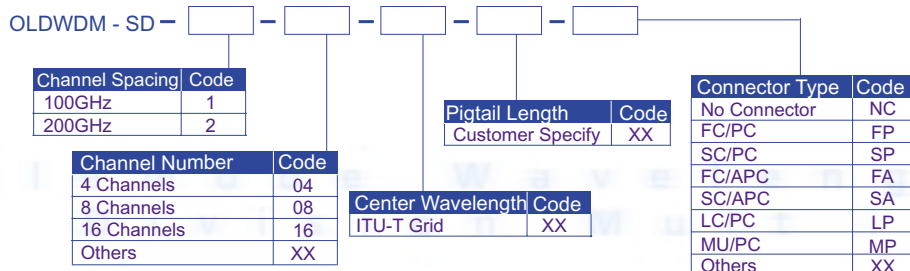 OLDWDM - SD - - - - -
Channel Spacing Code
100GHz 1
200GHz 2
Channel Number Code
4 Channels 04
8 Channels 08
16 Channels 16
Others XX
Center Wavelength Code
ITU-T Grid XX
Pigtail Length Code
Customer Specify XX
Connector Type Code
No Connector NC
FC/PC FP
SC/PC SP
FC/APC FA
SC/APC SA
LC/PC LP
MU/PC MP
Others XX